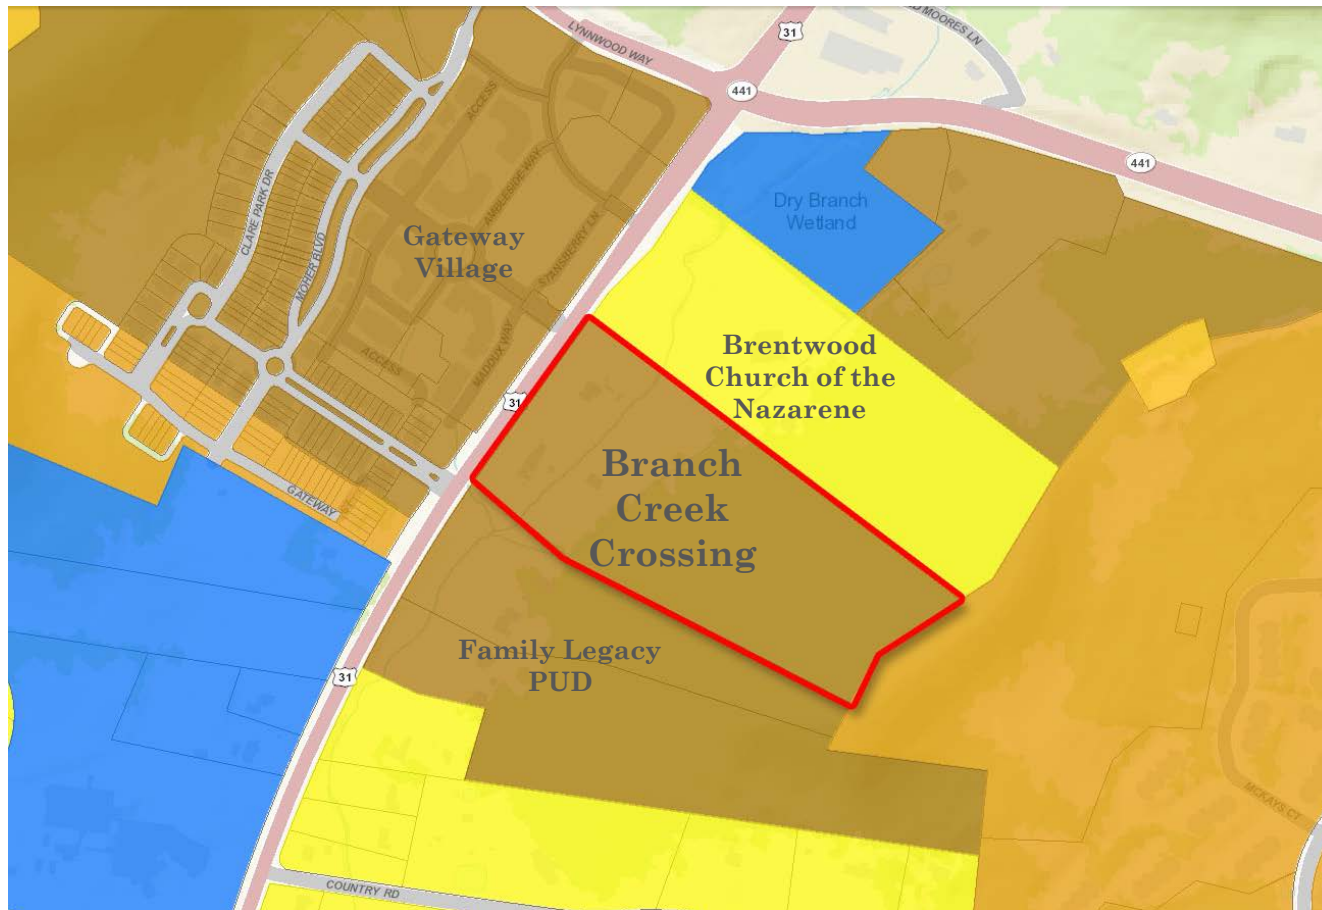 D MOORES LN
31
LYNNWOOD WAY
441
441
ACCESS
AMBLESIDE WAY
CLARE PARK DR
Dry Branch
Wetland
STANSBERRY LN
Gateway
Village
MOHER BLVD
Brentwood
Church of the
Nazarene
ACCESS
MADDUX WAY
31
Branch
Creek
Crossing
GATEWAY
Family Legacy
PUD
31
MCKAYS CT
COUNTRY RD